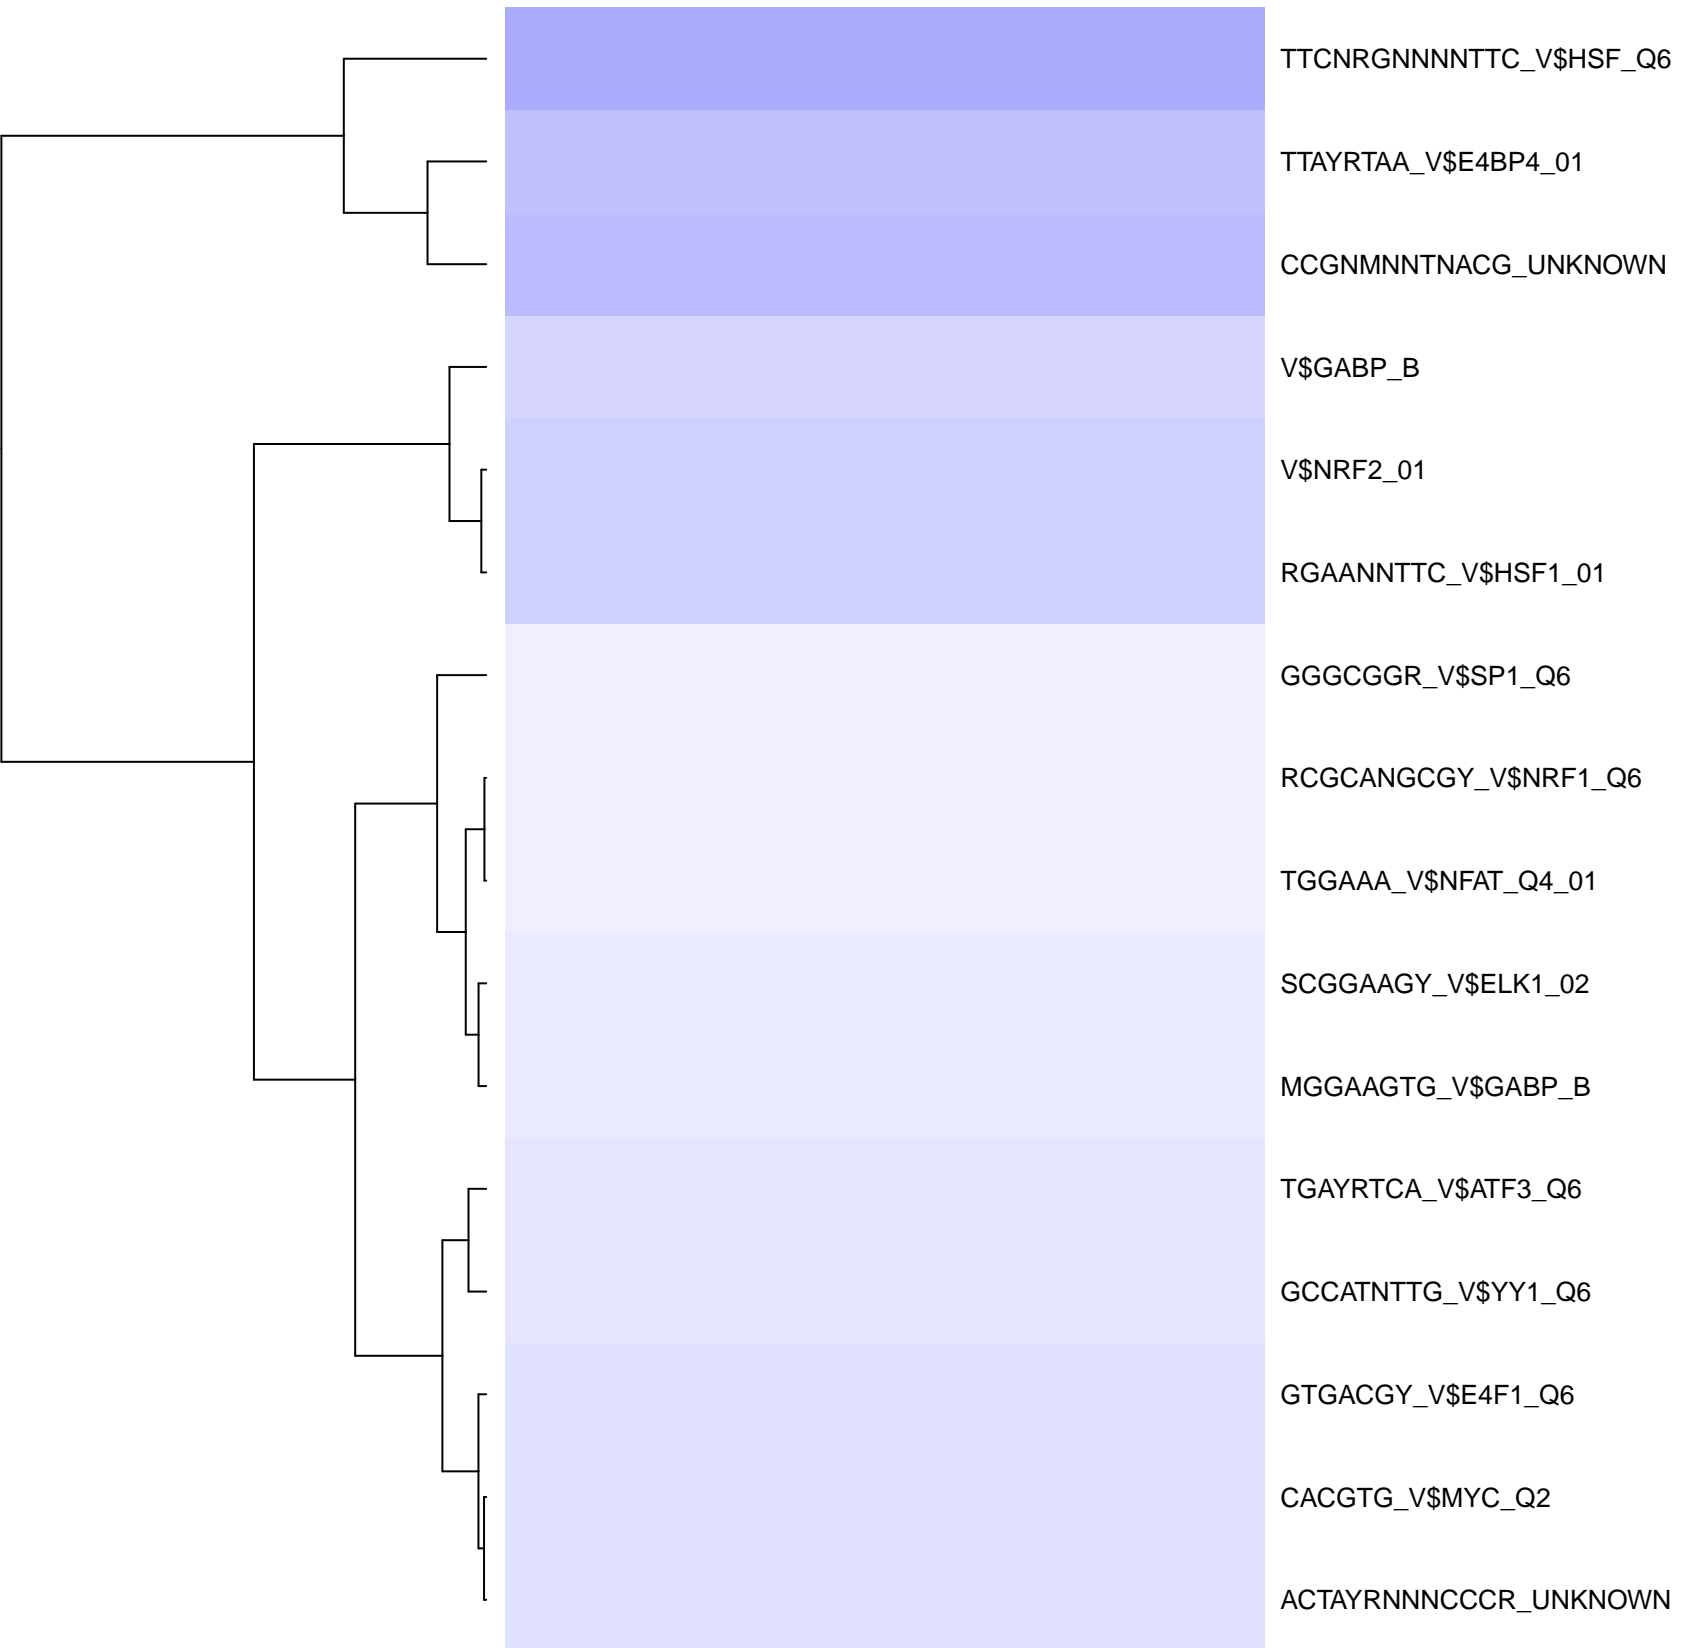 TTCNRGNNNNTTC_V$HSF_Q6
TTAYRTAA_V$E4BP4_01
CCGNMNNTNACG_UNKNOWN
V$GABP_B
V$NRF2_01
RGAANNTTC_V$HSF1_01
GGGCGGR_V$SP1_Q6
RCGCANGCGY_V$NRF1_Q6
TGGAAA_V$NFAT_Q4_01
SCGGAAGY_V$ELK1_02
MGGAAGTG_V$GABP_B
TGAYRTCA_V$ATF3_Q6
GCCATNTTG_V$YY1_Q6
GTGACGY_V$E4F1_Q6
CACGTG_V$MYC_Q2
ACTAYRNNNCCCR_UNKNOWN